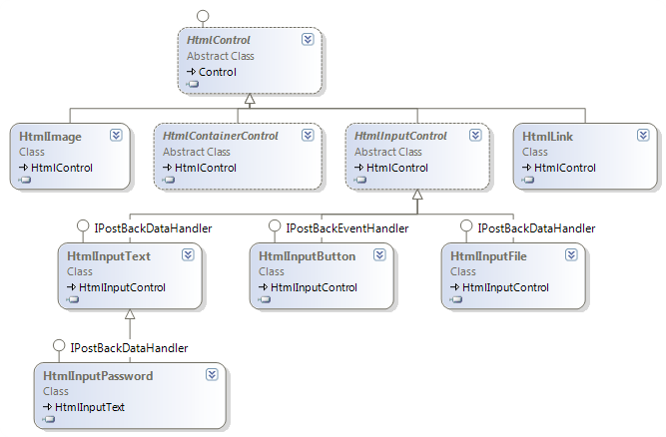 HtmlControl
Abstract Class
Control
HtmlImage
Class
HtmlControl
HtmlContainerControl
Abstract Class
HtmlControl
HtmlInputControl
Abstract Class
HtmlControl
HtmlLink
Class
HtmlControl
IPostBackDataHandler
HtmlInputText
Class
HtmlInputControl
IPostBackEventHandler
HtmlInputButton
Class
HtmlInputControl
IPostBackDataHandler
HtmlInputFile
Class
HtmlInputControl
IPostBackDataHandler
HtmlInputPassword
Class
HtmlInputText